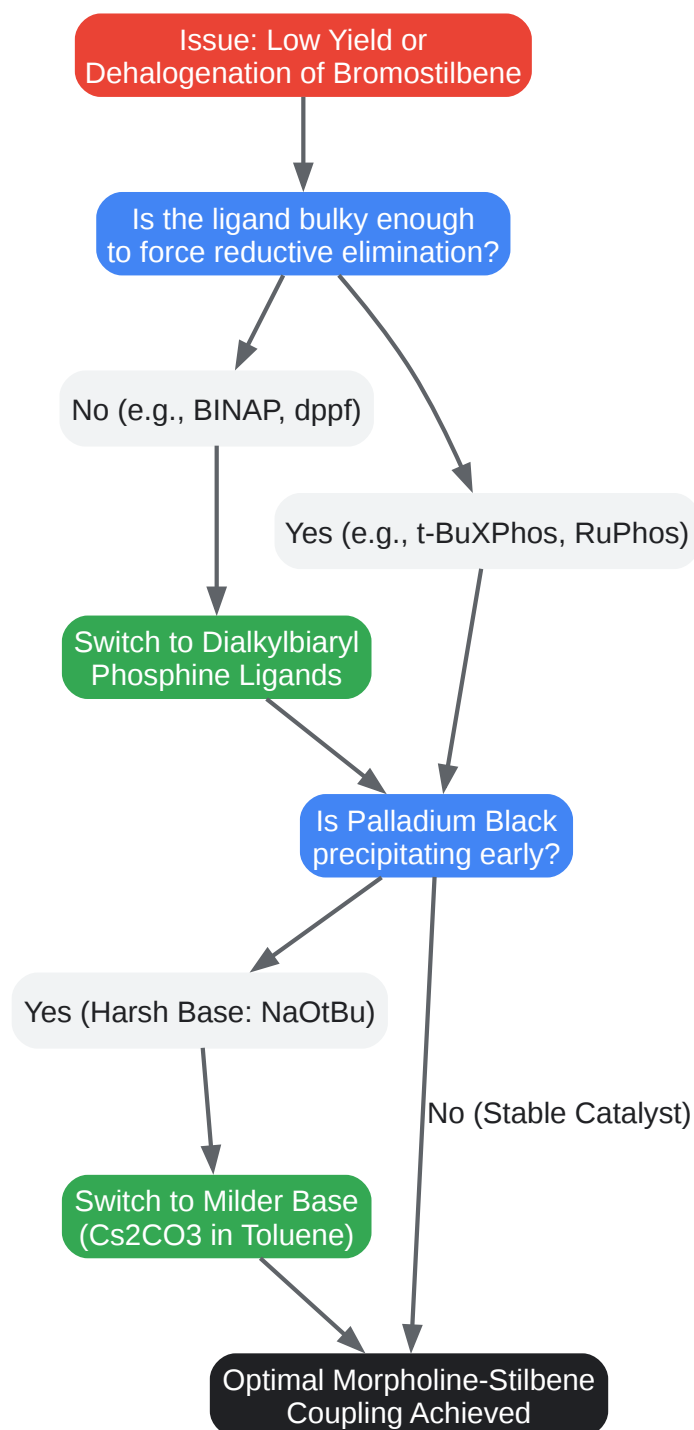 Issue: Low Yield or
Dehalogenation of Bromostilbene
Is the ligand bulky enough
to force reductive elimination?
No (e.g., BINAP, dppf)
Yes (e.g., t-BuXPhos, RuPhos)
Switch to Dialkylbiaryl
Phosphine Ligands
Is Palladium Black
precipitating early?
Yes (Harsh Base: NaOtBu)
No (Stable Catalyst)
Switch to Milder Base
(Cs2CO3 in Toluene)
Optimal Morpholine-Stilbene
Coupling Achieved